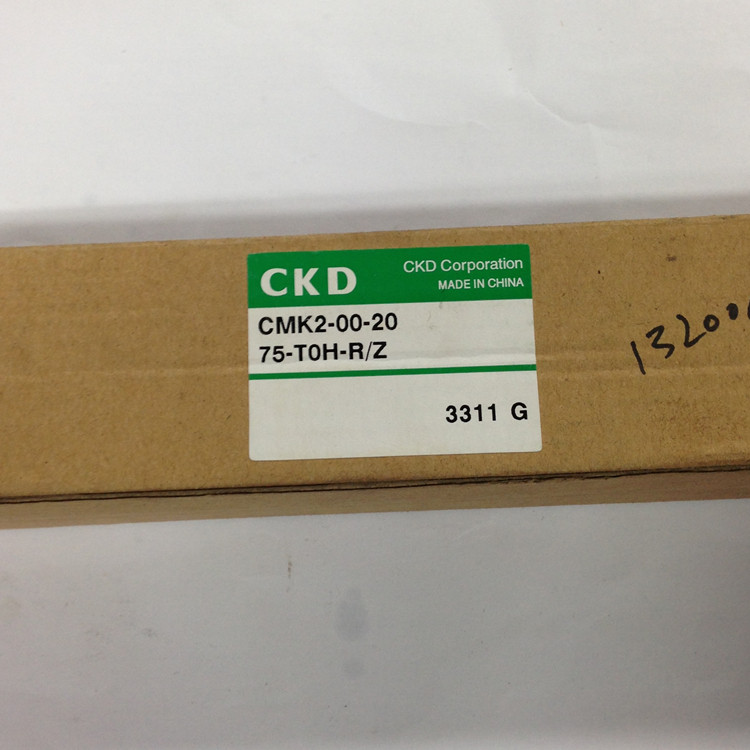 CKD
CKD Corporation
MADE IN CHINA
CMK2-00-20
75-T0H-R/Z
3311 G